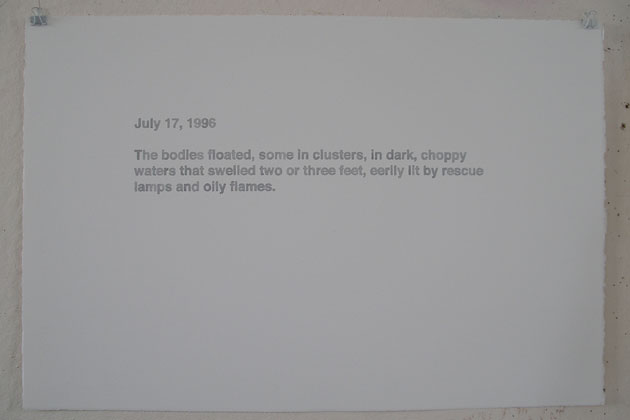 July 17, 1996
The bodies floated, some in clusters, in dark, choppy
waters that swelled two or three feet, eerily lit by rescue
lamps and oily flames.